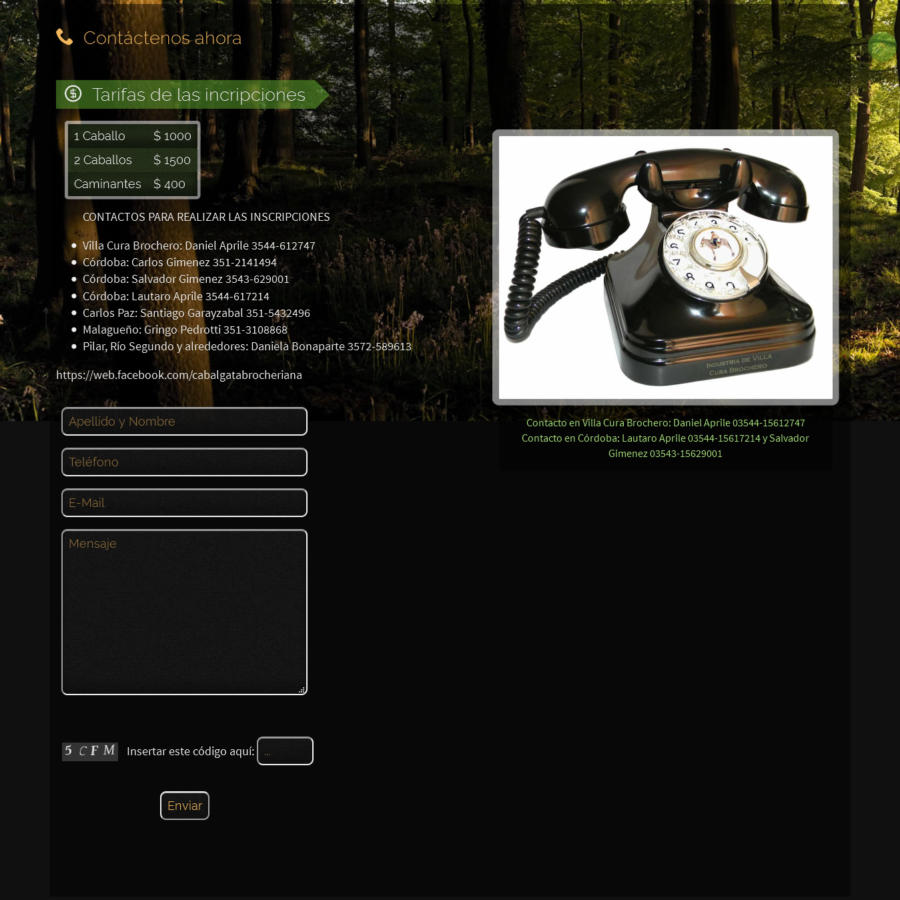 Contáctenos ahora
Tarifas de las incripciones
1 Caballo $ 1000
2 Caballos $ 1500
Caminantes $ 400
CONTACTOS PARA REALIZAR LAS INSCRIPCIONES
Villa Cura Brochero: Daniel Aprile 3544-612747
Córdoba: Carlos Gimenez 351-2141494
Córdoba: Salvador Gimenez 3543-629001
Córdoba: Lautaro Aprile 3544-617214
Carlos Paz: Santiago Garayzabal 351-5432496
Malagueño: Gringo Pedrotti 351-3108868
Pilar, Río Segundo y alrededores: Daniela Bonaparte 3572-589613
https://web.facebook.com/cabalgatabrocheriana
Apellido y Nombre
Teléfono
E-Mail
Mensaje
5 C F M Insertar este código aquí: ...
Enviar
INDUSTRIA DE VILLA
CURA BROCHERO
Contacto en Villa Cura Brochero: Daniel Aprile 03544-15612747
Contacto en Córdoba: Lautaro Aprile 03544-15617214 y Salvador
Gimenez 03543-15629001